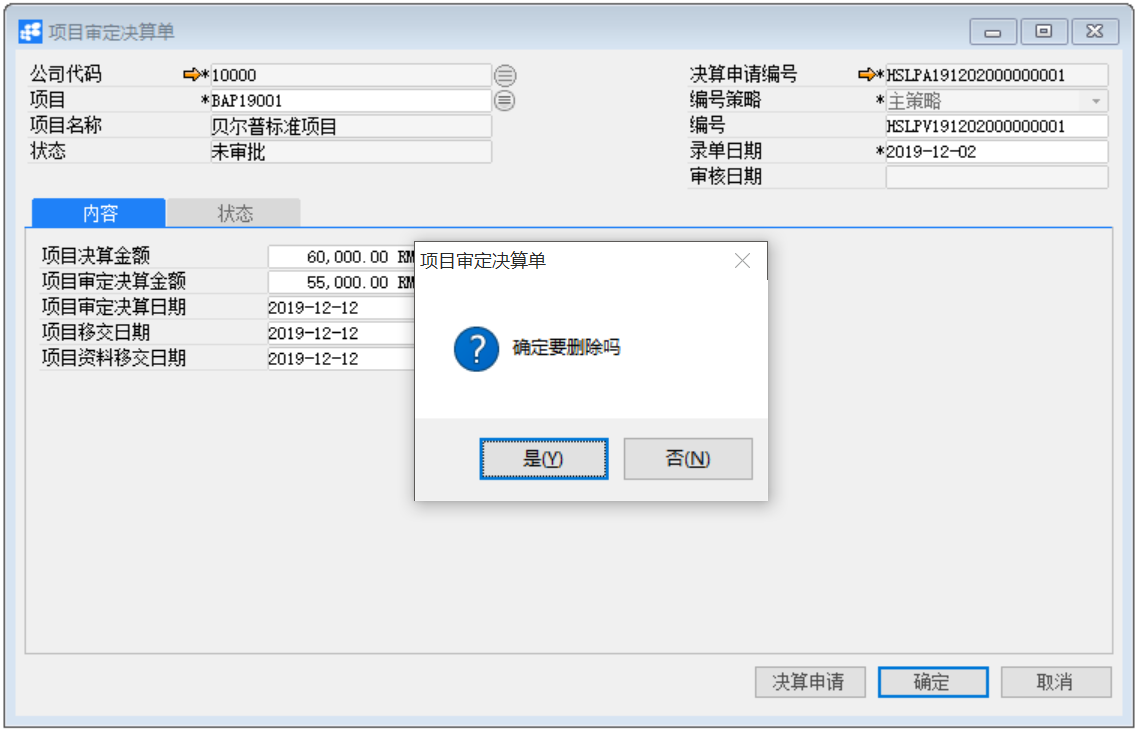 项目审定决算单
公司代码 *10000
项目 *BAP19001
项目名称 贝尔普标准项目
状态 未审批
决算申请编号 *HSLPA191202000000001
编号策略 *主策略
编号 HSLPV191202000000001
录单日期 *2019-12-02
审核日期
内容 状态
项目决算金额 60,000.00 RM
项目审定决算金额 55,000.00 RM
项目审定决算日期 2019-12-12
项目移交日期 2019-12-12
项目资料移交日期 2019-12-12
项目审定决算单
确定要删除吗
是(Y) 否(N)
决算申请 确定 取消